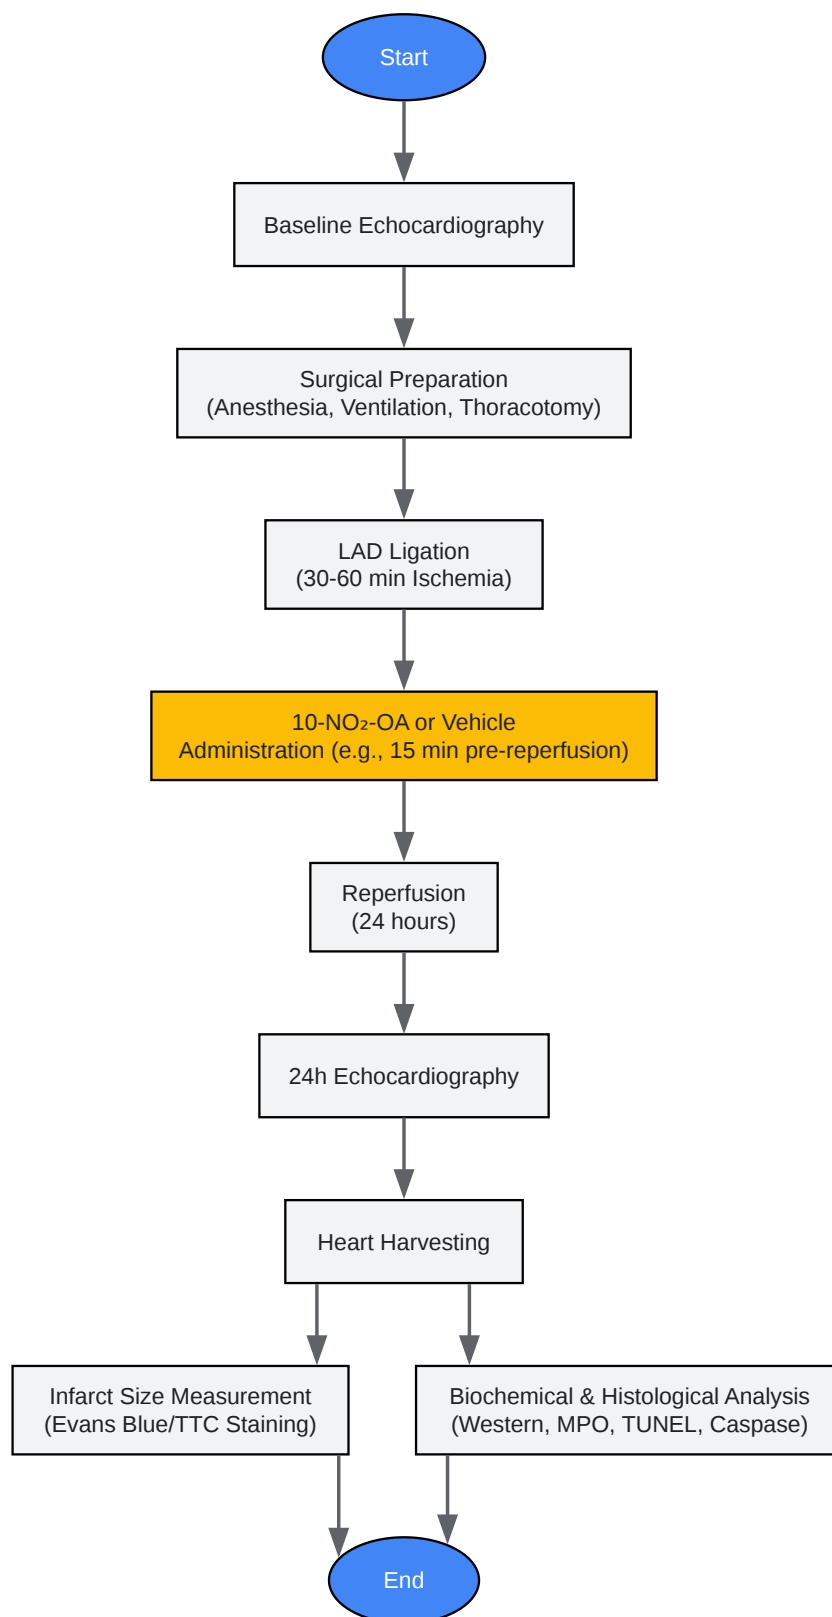 Start
Baseline Echocardiography
Surgical Preparation
(Anesthesia, Ventilation, Thoracotomy)
LAD Ligation
(30-60 min Ischemia)
10-NO₂-OA or Vehicle
Administration (e.g., 15 min pre-reperfusion)
Reperfusion
(24 hours)
24h Echocardiography
Heart Harvesting
Infarct Size Measurement
(Evans Blue/TTC Staining)
Biochemical & Histological Analysis
(Western, MPO, TUNEL, Caspase)
End